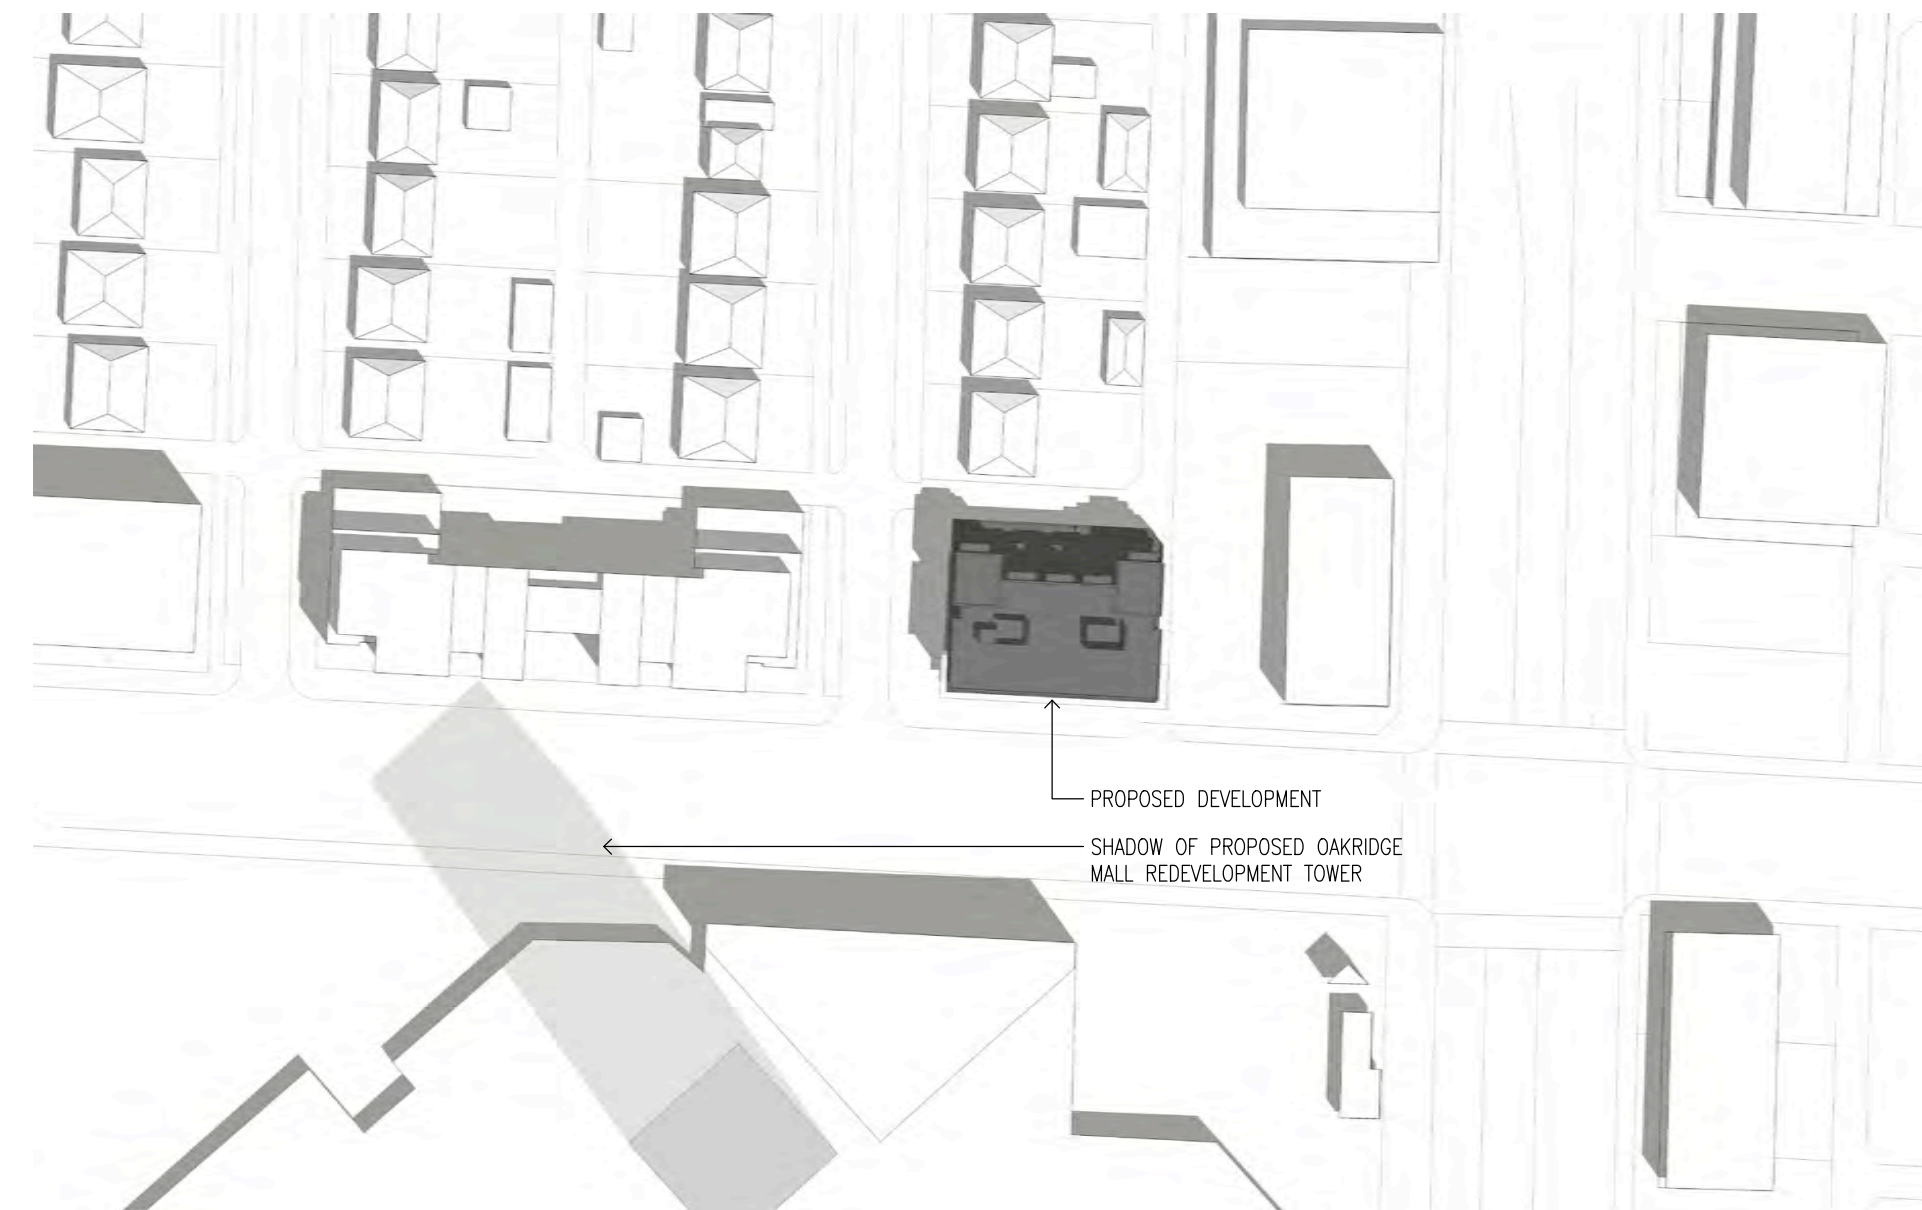 PROPOSED DEVELOPMENT
SHADOW OF PROPOSED OAKRIDGE
MALL REDEVELOPMENT TOWER